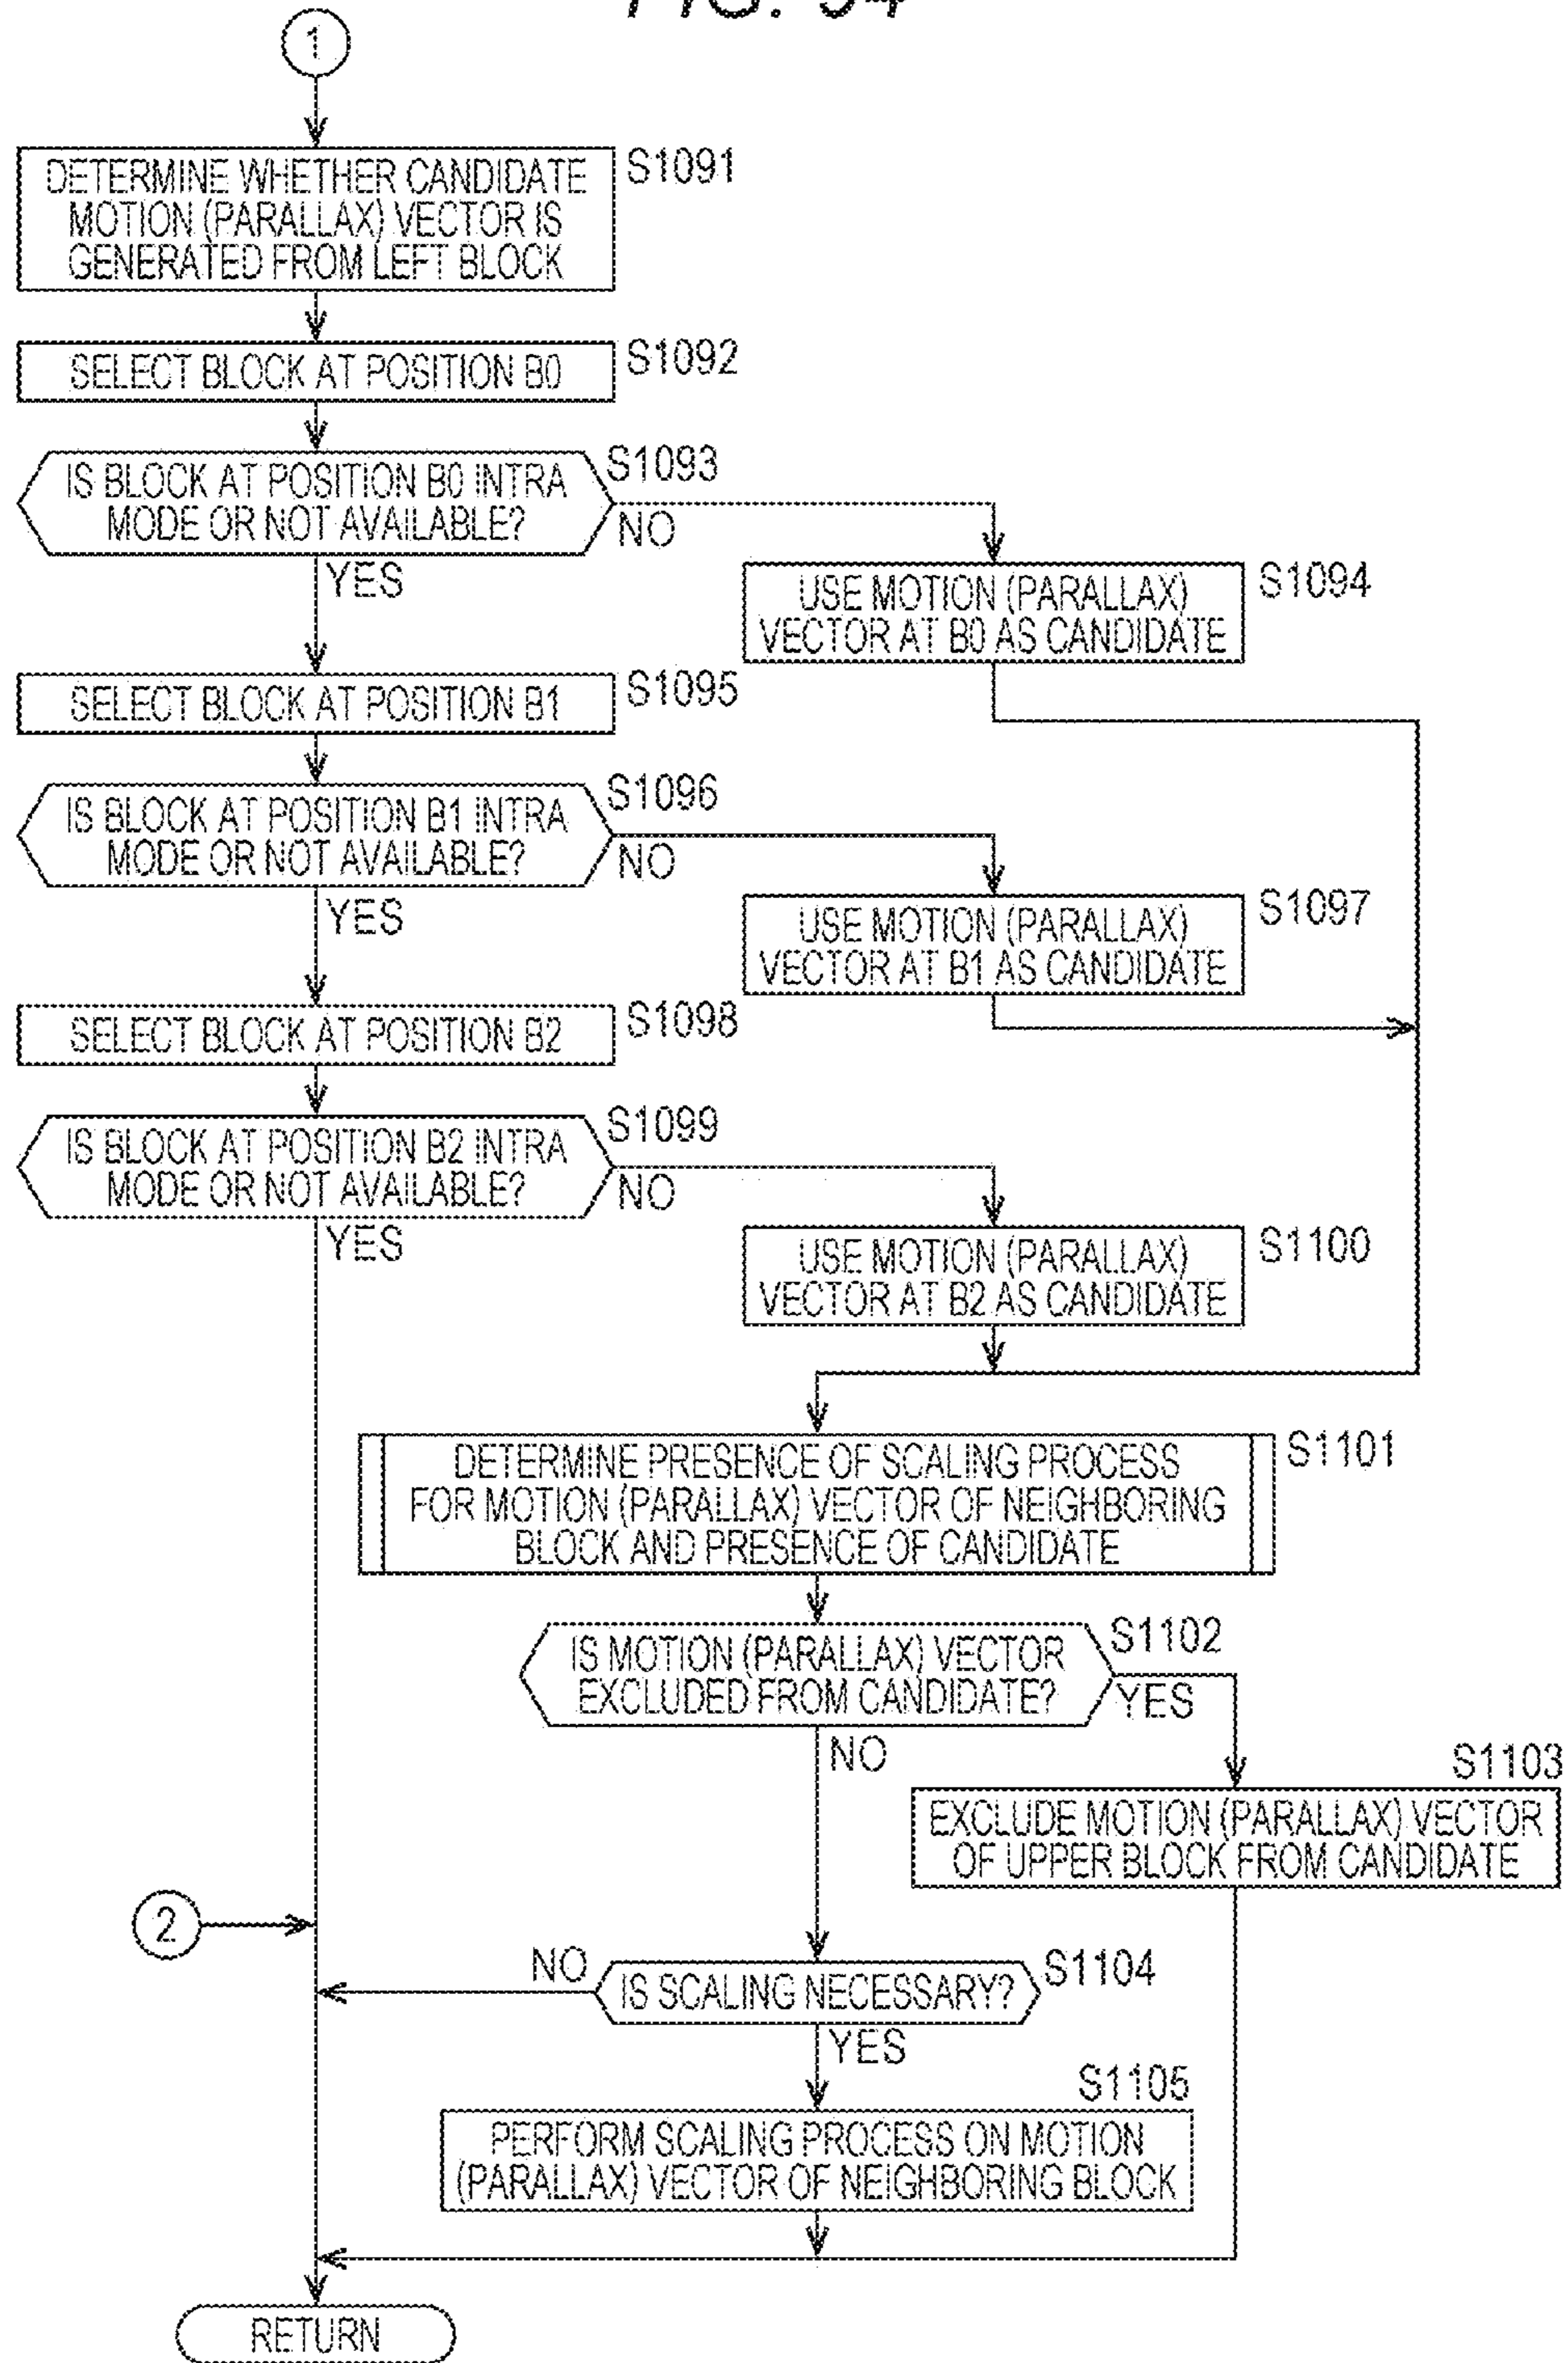 FIG. 54
1
DETERMINE WHETHER CANDIDATE
MOTION (PARALLAX) VECTOR IS
GENERATED FROM LEFT BLOCK
S1091
SELECT BLOCK AT POSITION B0
S1092
IS BLOCK AT POSITION B0 INTRA
MODE OR NOT AVAILABLE?
S1093
NO
YES
USE MOTION (PARALLAX)
VECTOR AT B0 AS CANDIDATE
S1094
SELECT BLOCK AT POSITION B1
S1095
IS BLOCK AT POSITION B1 INTRA
MODE OR NOT AVAILABLE?
S1096
NO
YES
USE MOTION (PARALLAX)
VECTOR AT B1 AS CANDIDATE
S1097
SELECT BLOCK AT POSITION B2
S1098
IS BLOCK AT POSITION B2 INTRA
MODE OR NOT AVAILABLE?
S1099
NO
YES
USE MOTION (PARALLAX)
VECTOR AT B2 AS CANDIDATE
S1100
DETERMINE PRESENCE OF SCALING PROCESS
FOR MOTION (PARALLAX) VECTOR OF NEIGHBORING
BLOCK AND PRESENCE OF CANDIDATE
S1101
IS MOTION (PARALLAX) VECTOR
EXCLUDED FROM CANDIDATE?
S1102
YES
NO
S1103
EXCLUDE MOTION (PARALLAX) VECTOR
OF UPPER BLOCK FROM CANDIDATE
2
NO
IS SCALING NECESSARY?
S1104
YES
S1105
PERFORM SCALING PROCESS ON MOTION
(PARALLAX) VECTOR OF NEIGHBORING BLOCK
RETURN